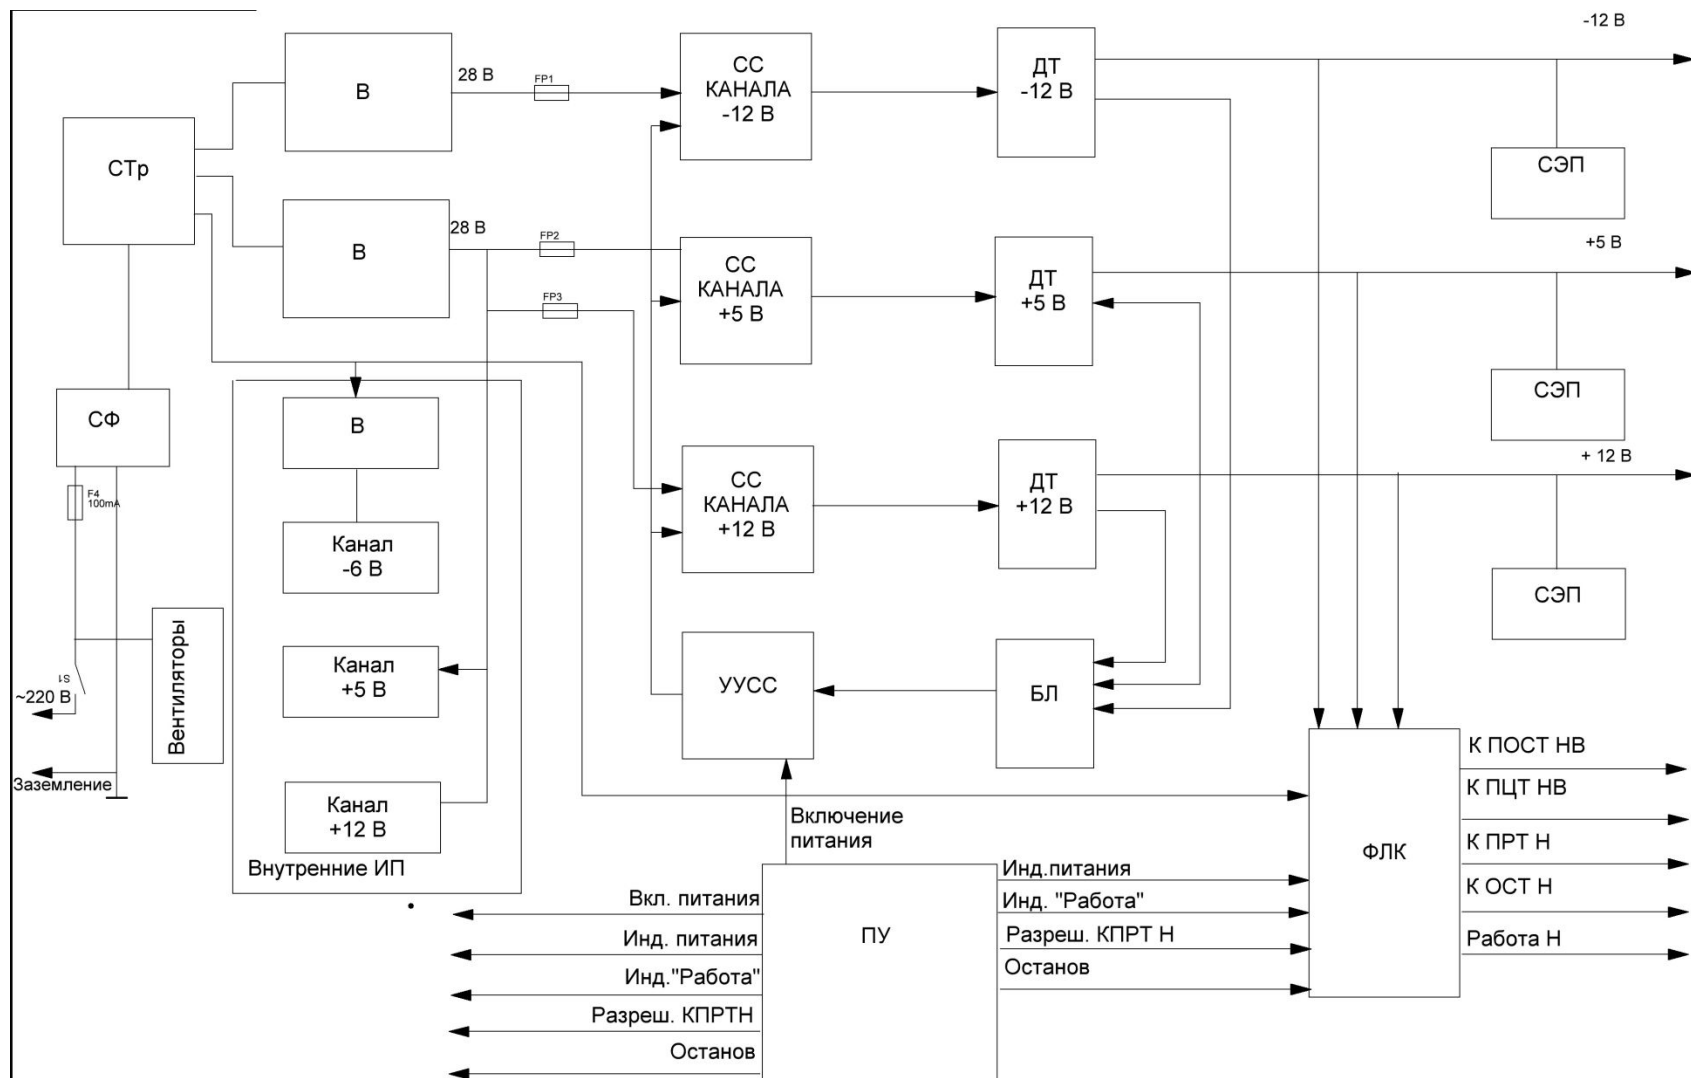 -12 В
В
28 В
FP1
СС
КАНАЛА
-12 В
ДТ
-12 В
СТр
СЭП
В
28 В
FP2
СС
КАНАЛА
+5 В
ДТ
+5 В
+5 В
FP3
СФ
В
СЭП
F4
100mA
Канал
-6 В
СС
КАНАЛА
+12 В
ДТ
+12 В
+ 12 В
СЭП
Вентиляторы
S1
~220 В
Заземление
Канал
+5 В
УУСС
БЛ
Канал
+12 В
Внутренние ИП
Включение
питания
ФЛК
К ПОСТ НВ
К ПЦТ НВ
К ПРТ Н
К ОСТ Н
Работа Н
Вкл. питания
Инд. питания
Инд."Работа"
Разреш. КПРТН
Останов
ПУ
Инд.питания
Инд. "Работа"
Разреш. КПРТ Н
Останов